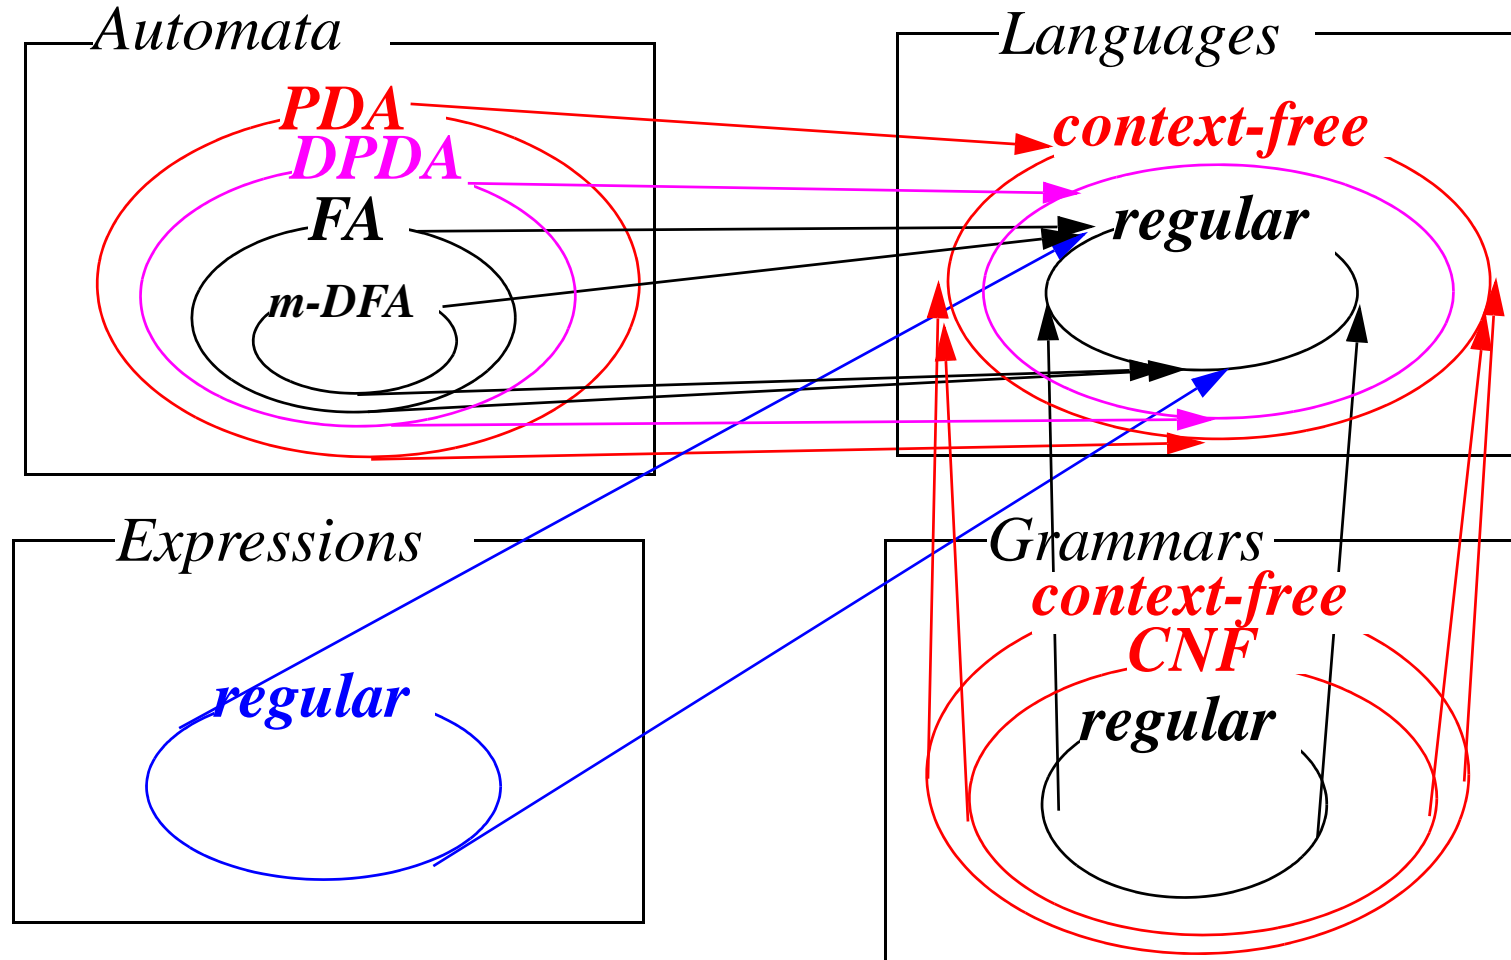 Automata
PDA
DPDA
FA
m-DFA
Languages
context-free
regular
Expressions
regular
Grammars
context-free
CNF
regular